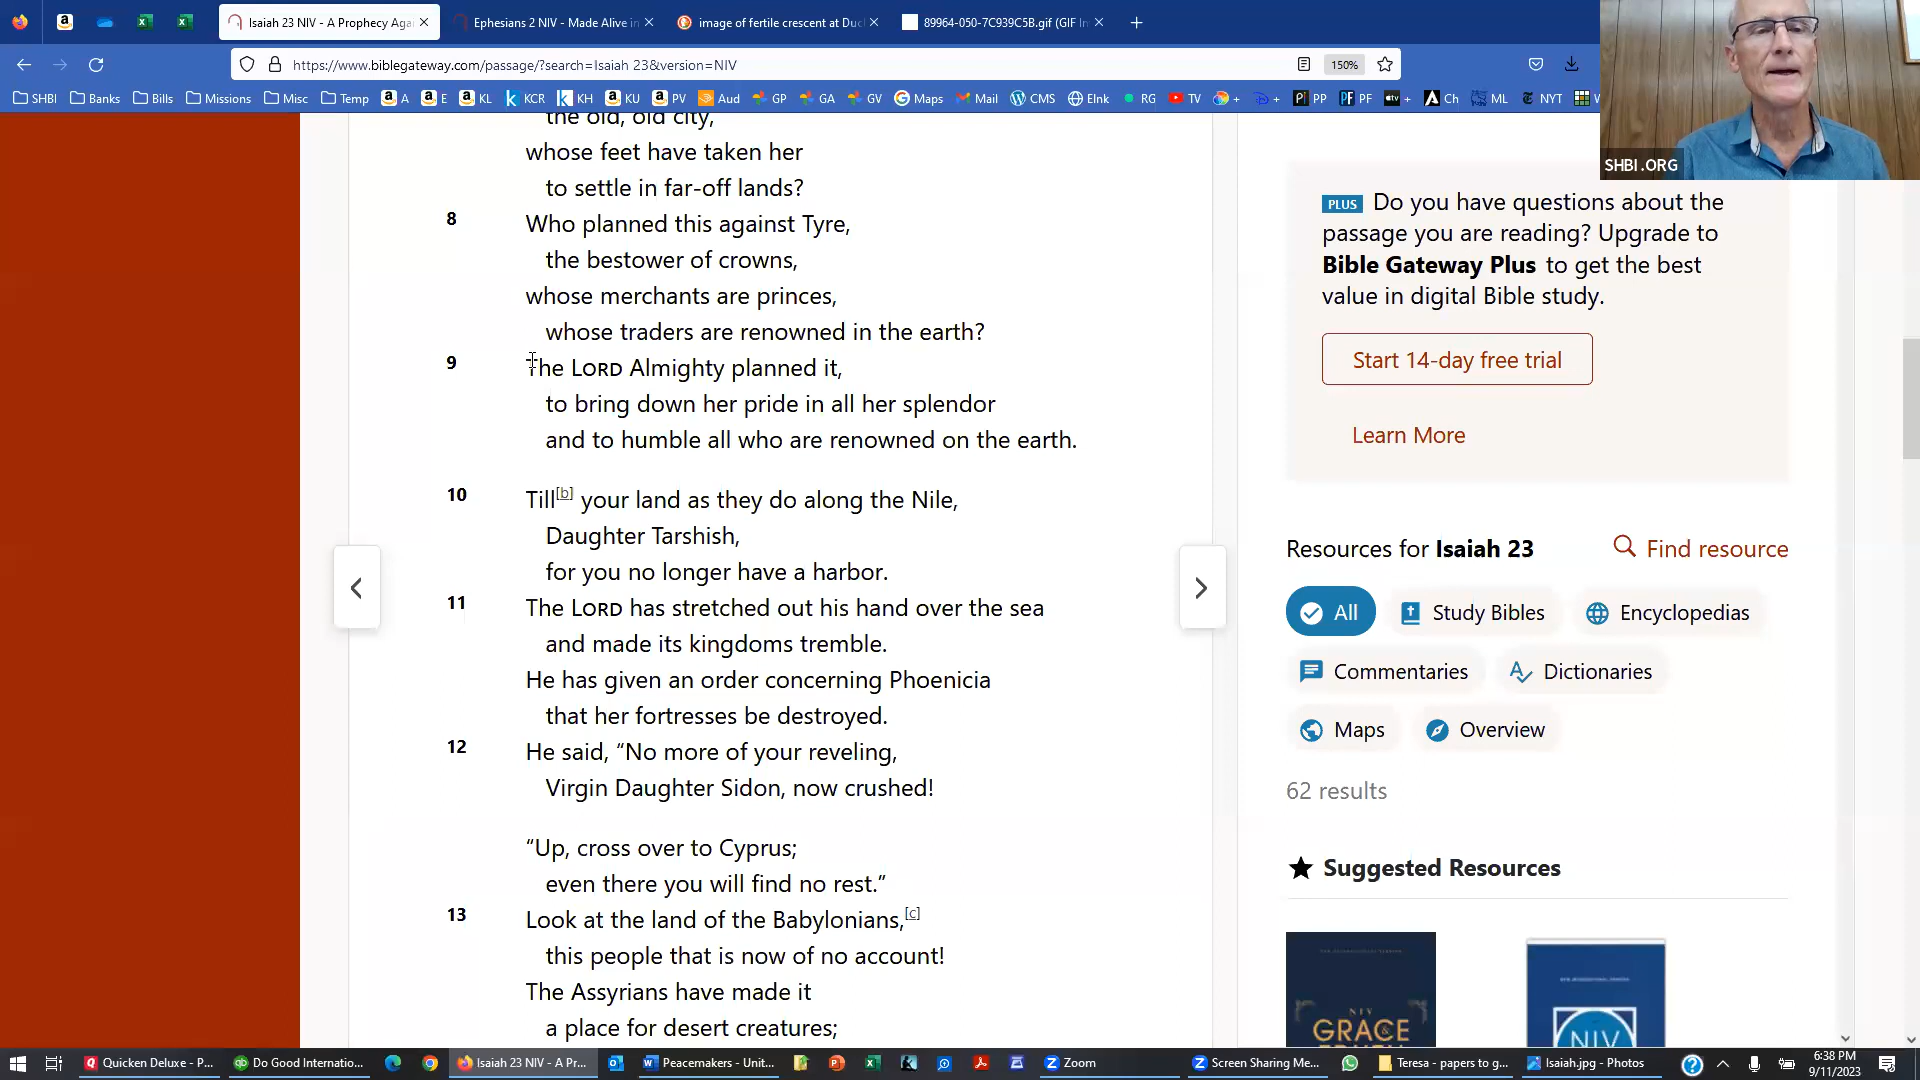 Isaiah 23 NIV - A Prophecy Aga
Ephesians 2 NIV - Made Alive in
image of fertile crescent at Duc
89964-050-7C939C5B.gif (GIF Im
https://www.biblegateway.com/passage/?search=Isaiah 23&version=NIV
150%
SHBI Banks Bills Missions Misc Temp A E KL KCR KH KU PV Aud GP GA GV Maps Mail CMS EInk RG TV + + PP PF + Ch ML NYT
SHBI.ORG
the old, old city,
whose feet have taken her
to settle in far-off lands?
8 Who planned this against Tyre,
the bestower of crowns,
whose merchants are princes,
whose traders are renowned in the earth?
9 The LORD Almighty planned it,
to bring down her pride in all her splendor
and to humble all who are renowned on the earth.
10 Till[b] your land as they do along the Nile,
Daughter Tarshish,
for you no longer have a harbor.
11 The LORD has stretched out his hand over the sea
and made its kingdoms tremble.
He has given an order concerning Phoenicia
that her fortresses be destroyed.
12 He said, “No more of your reveling,
Virgin Daughter Sidon, now crushed!
“Up, cross over to Cyprus;
even there you will find no rest.”
13 Look at the land of the Babylonians,[c]
this people that is now of no account!
The Assyrians have made it
a place for desert creatures;
PLUS Do you have questions about the
passage you are reading? Upgrade to
Bible Gateway Plus to get the best
value in digital Bible study.
Start 14-day free trial
Learn More
Resources for Isaiah 23 Find resource
All Study Bibles Encyclopedias
Commentaries Dictionaries
Maps Overview
62 results
Suggested Resources
NIV
GRACE
NIV
Quicken Deluxe - P...
Do Good Internatio...
Isaiah 23 NIV - A Pr...
Peacemakers - Unit...
Zoom
Screen Sharing Me...
Teresa - papers to g...
Isaiah.jpg - Photos
6:38 PM
9/11/2023